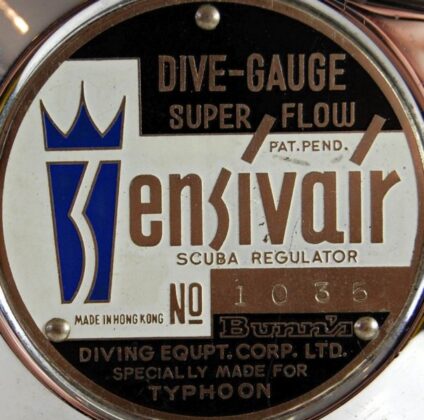 DIVE-GAUGE
SUPER FLOW
PAT. PEND.
Sensivair
SCUBA REGULATOR
MADE IN HONG KONG
NO 1035
Bunn's
DIVING EQUPT. CORP. LTD.
SPECIALLY MADE FOR
TYPHOON